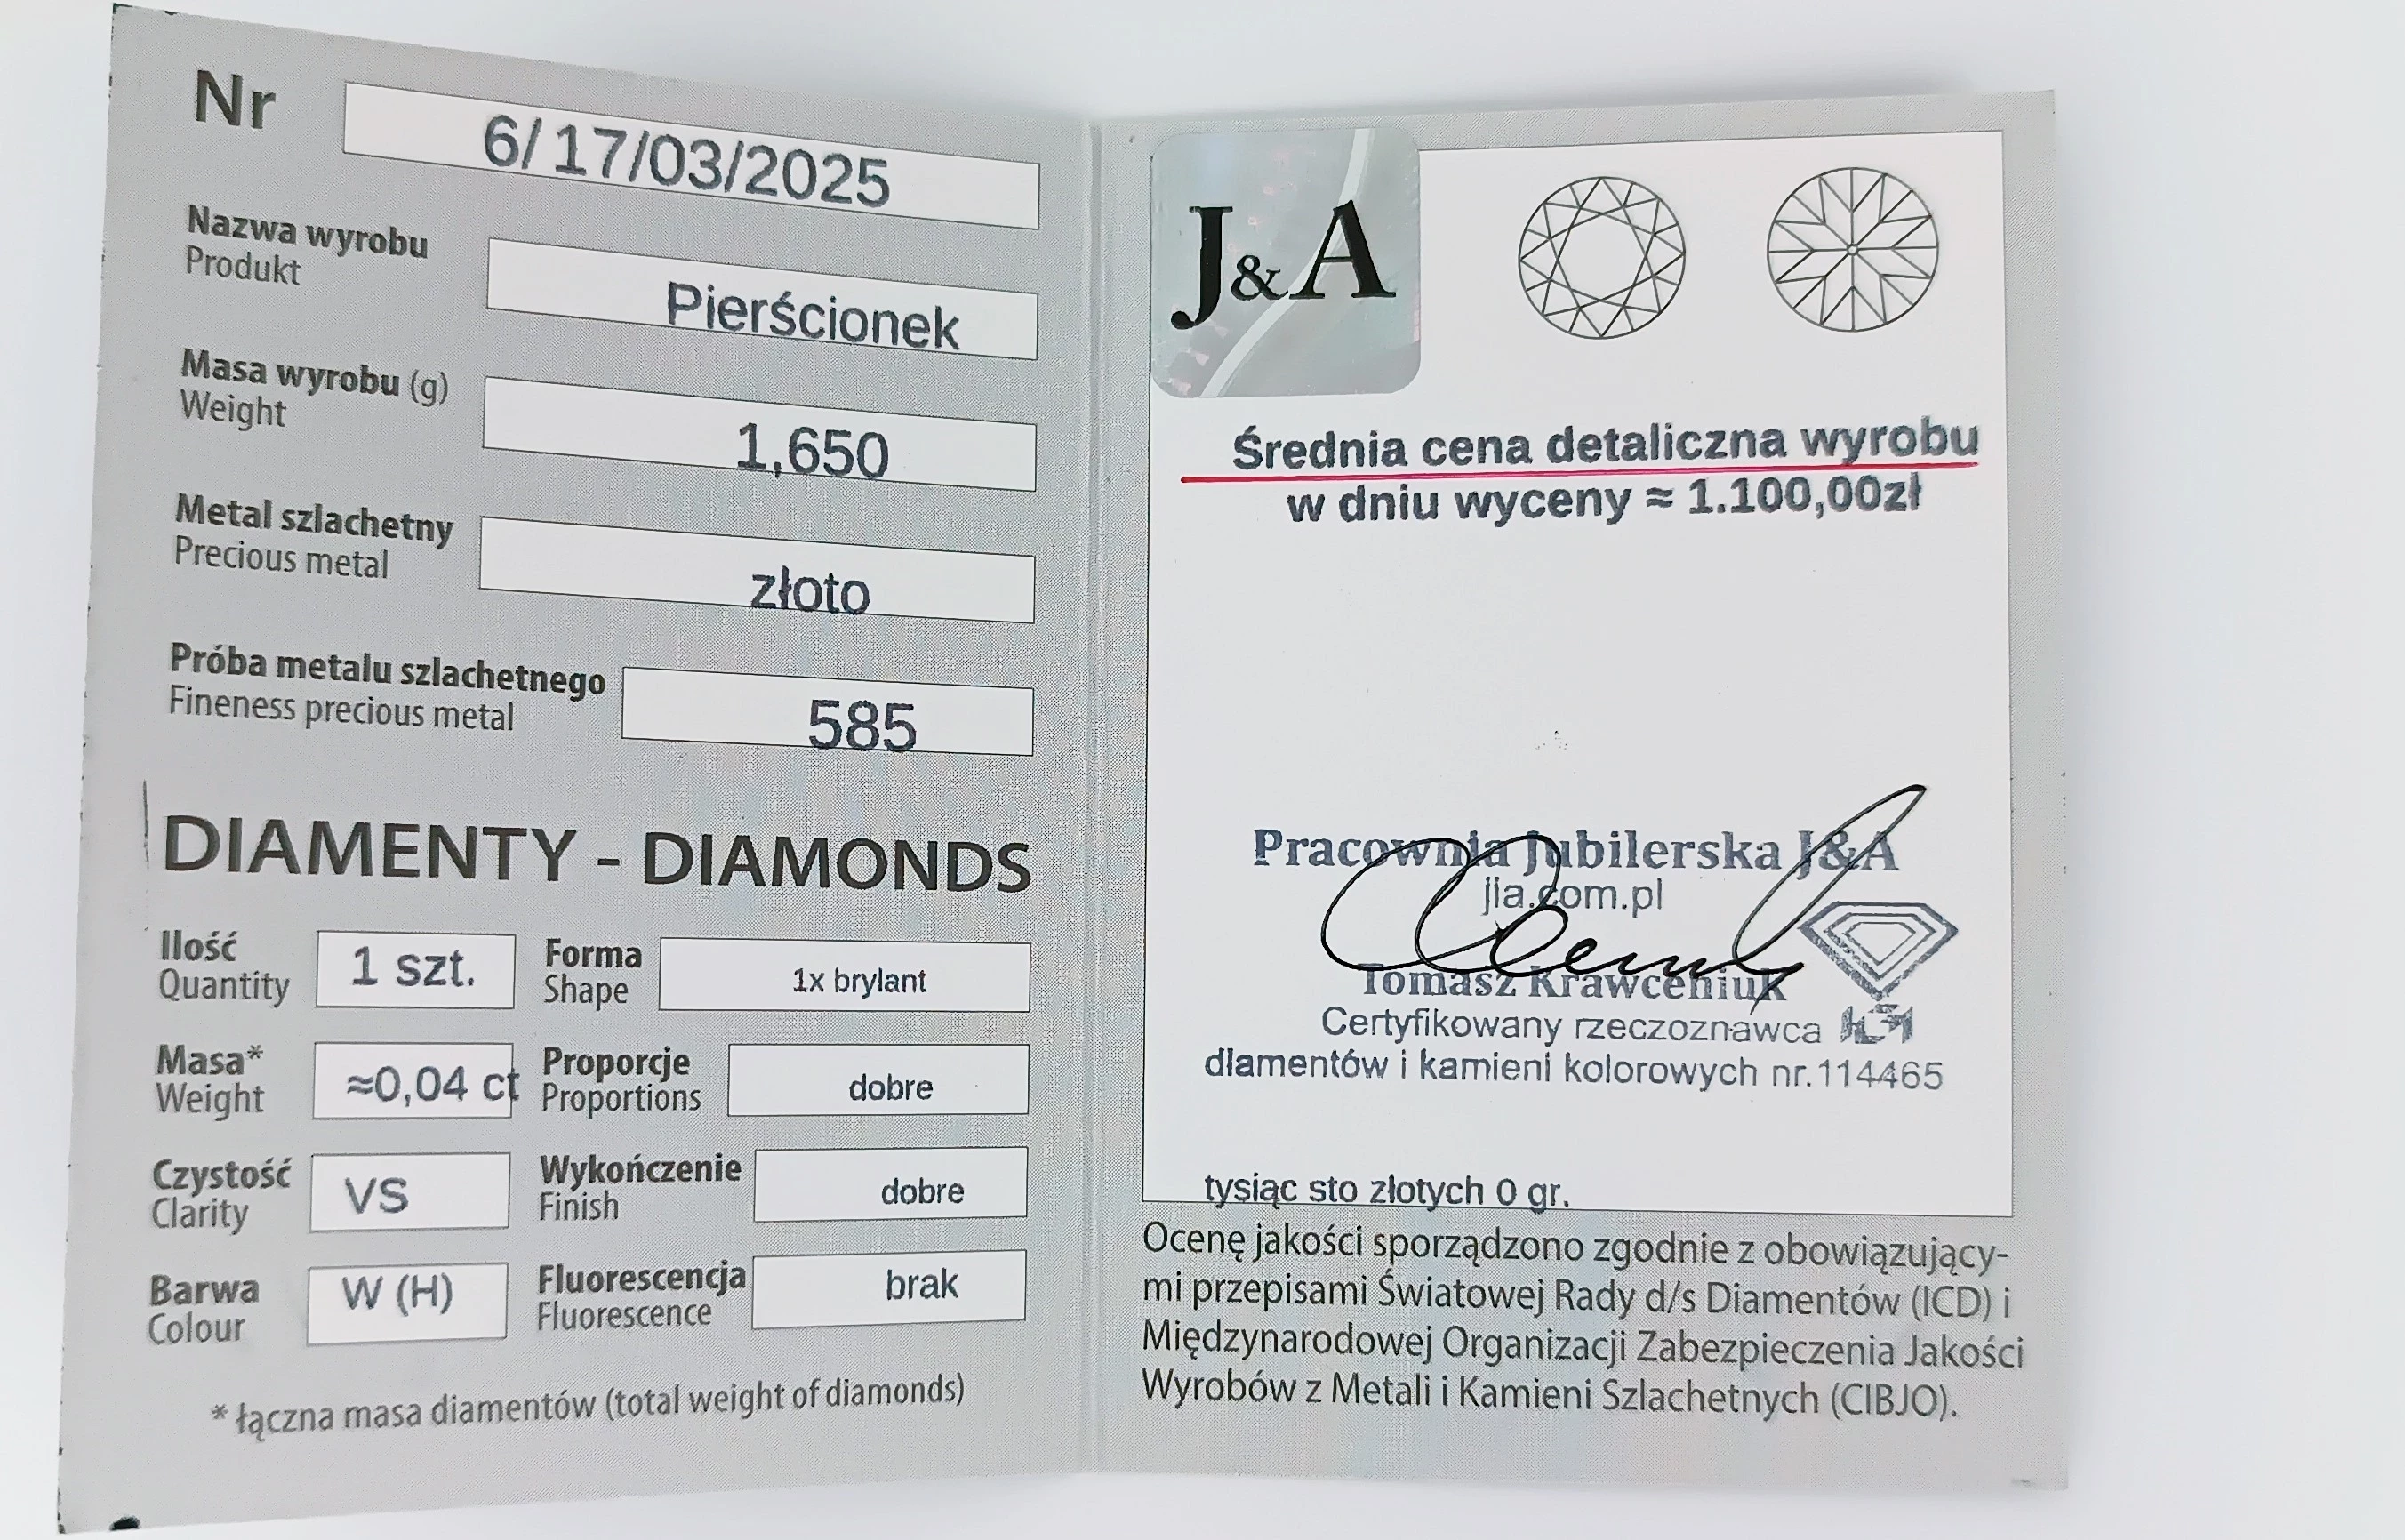 Nr 6/17/03/2025
Nazwa wyrobu
Produkt
Pierścionek
Masa wyrobu (g)
Weight
1,650
Metal szlachetny
Precious metal
złoto
Próba metalu szlachetnego
Fineness precious metal
585
DIAMENTY - DIAMONDS
Ilość
Quantity
1 szt.
Forma
Shape
1x brylant
Masa*
Weight
≈0,04 ct
Proporcje
Proportions
dobre
Czystość
Clarity
VS
Wykończenie
Finish
dobre
Barwa
Colour
W (H)
Fluorescencja
Fluorescence
brak
* łączna masa diamentów (total weight of diamonds)
J&A
Średnia cena detaliczna wyrobu
w dniu wyceny ≈ 1.100,00zł
Pracownia Jubilerska J&A
jia.com.pl
Tomasz Krawceniuk
Certyfikowany rzeczoznawca
diamentów i kamieni kolorowych nr.114465
tysiąc sto złotych 0 gr.
Ocenę jakości sporządzono zgodnie z obowiązujący-
mi przepisami Światowej Rady d/s Diamentów (ICD) i
Międzynarodowej Organizacji Zabezpieczenia Jakości
Wyrobów z Metali i Kamieni Szlachetnych (CIBJO).